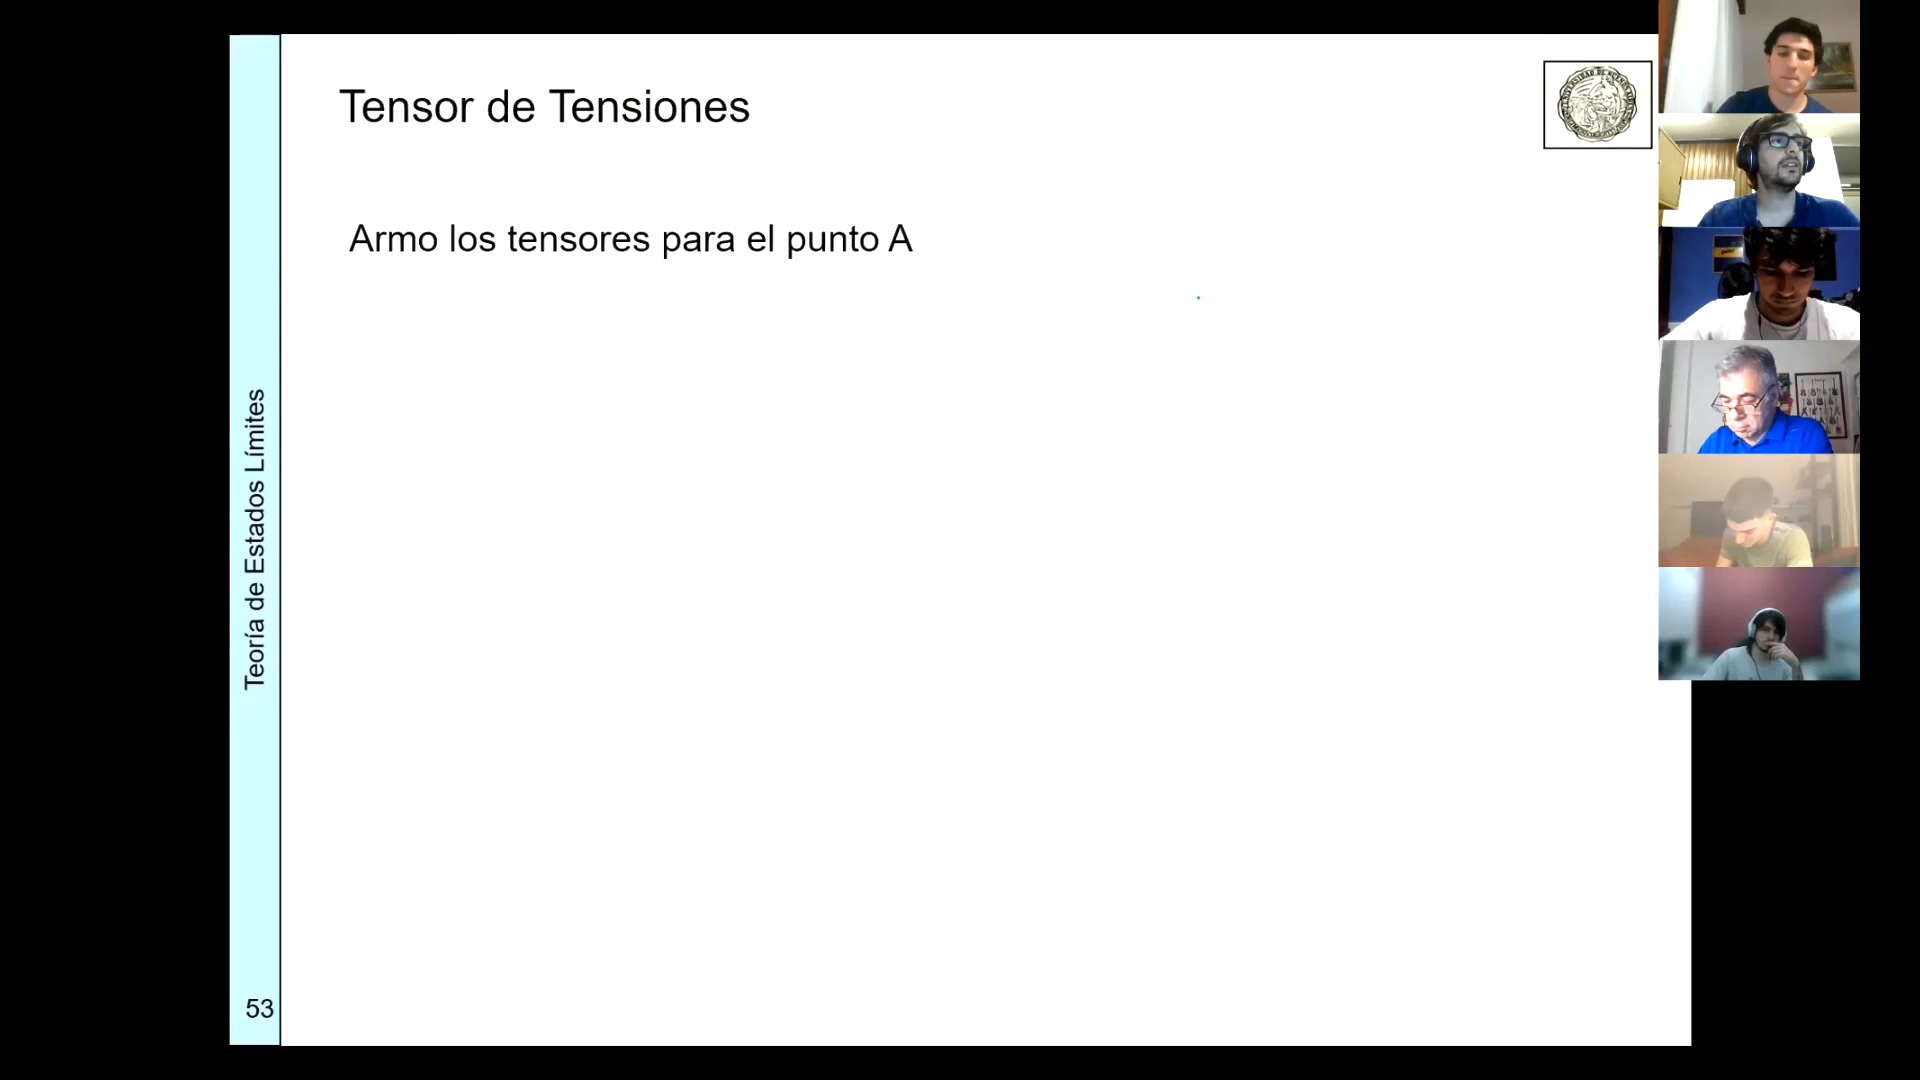 Tensor de Tensiones
Armo los tensores para el punto A
Teoría de Estados Límites
53